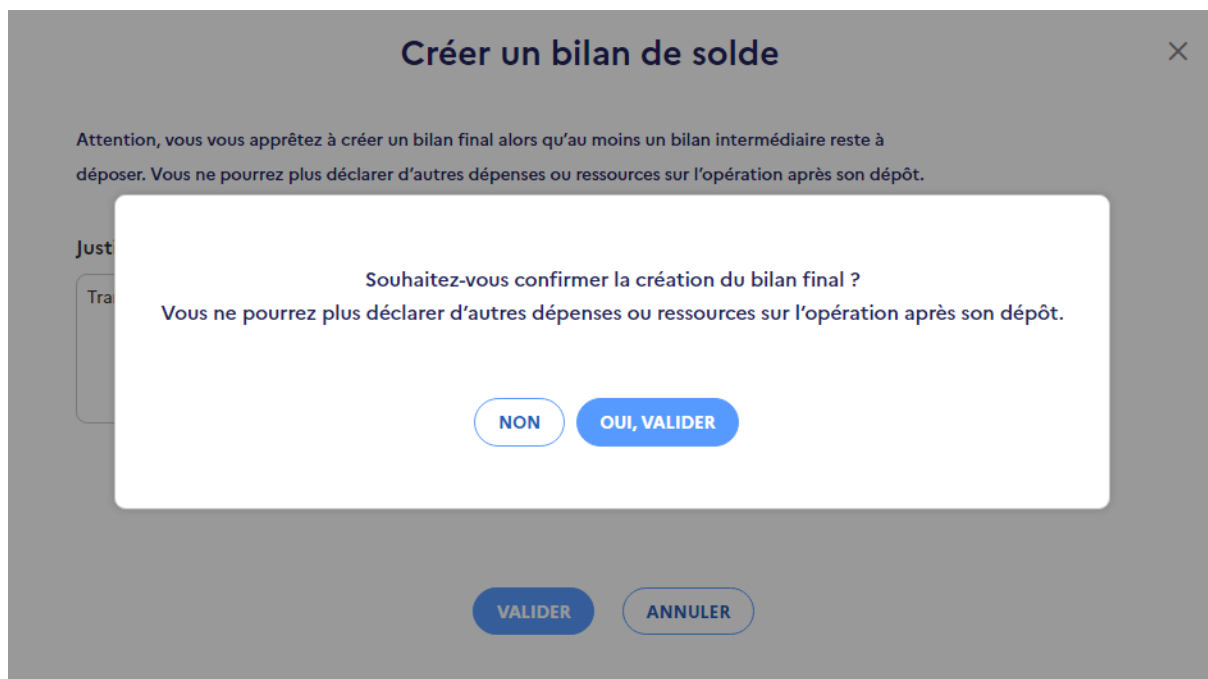 Créer un bilan de solde
Attention, vous vous apprêtez à créer un bilan final alors qu'au moins un bilan intermédiaire reste à
déposer. Vous ne pourrez plus déclarer d'autres dépenses ou ressources sur l'opération après son dépôt.
Souhaitez-vous confirmer la création du bilan final ?
Vous ne pourrez plus déclarer d'autres dépenses ou ressources sur l'opération après son dépôt.
NON OUI, VALIDER
VALIDER ANNULER